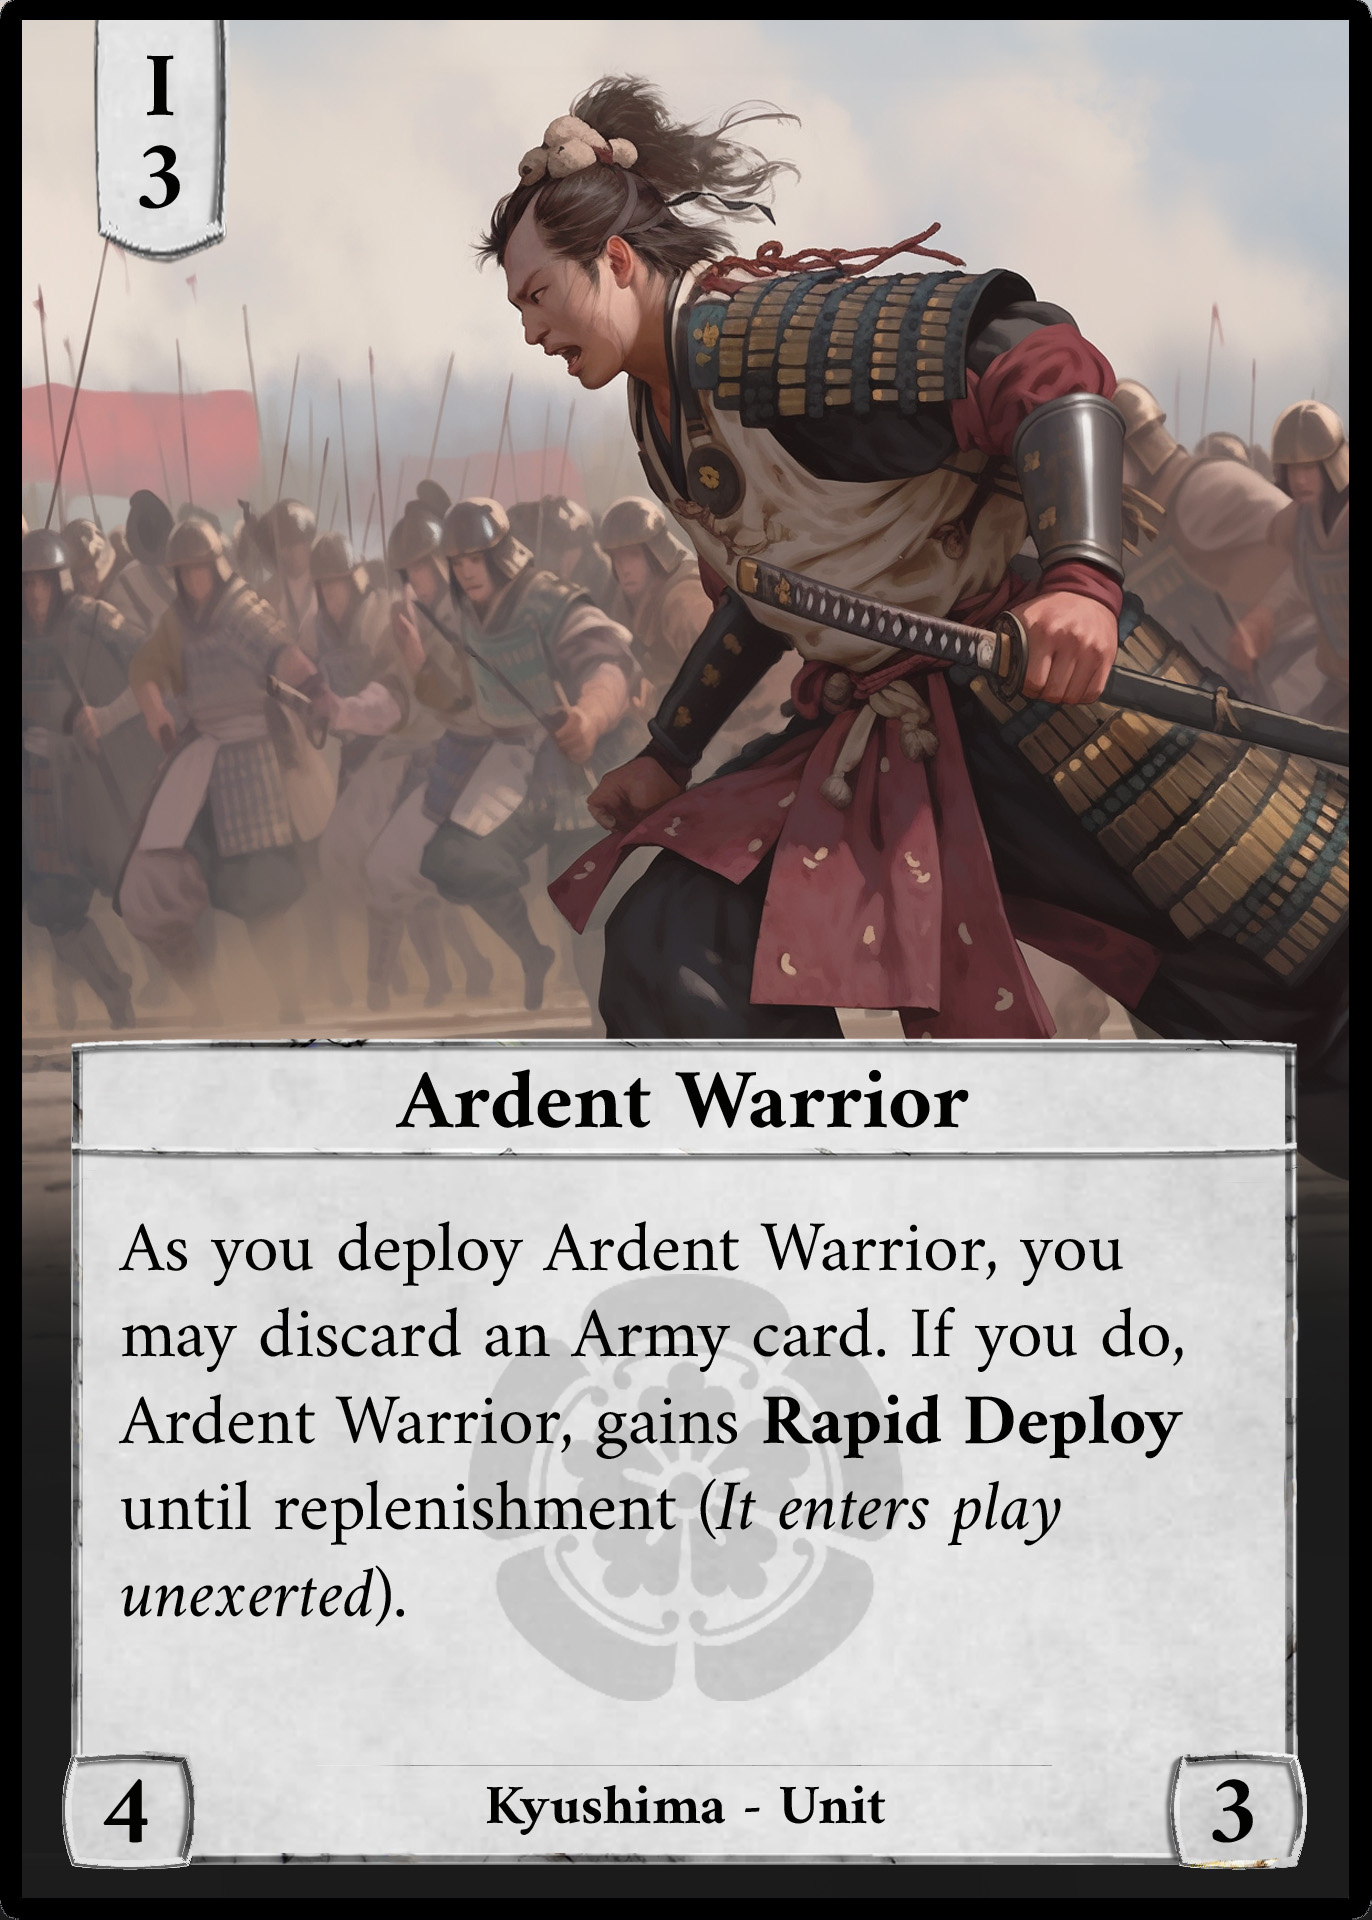 I
3
Ardent Warrior
As you deploy Ardent Warrior, you
may discard an Army card. If you do,
Ardent Warrior, gains Rapid Deploy
until replenishment (It enters play
unexerted).
4
Kyushima - Unit
3